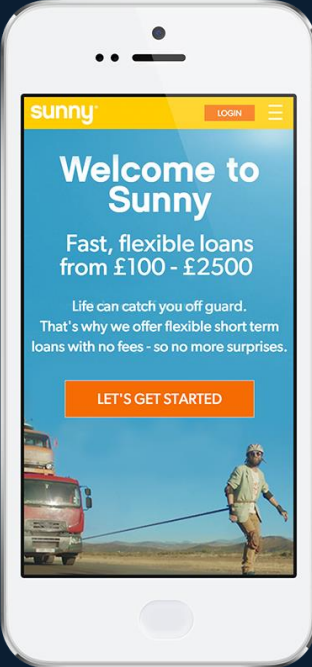 sunny
LOGIN
Welcome to
Sunny
Fast, flexible loans
from £100 - £2500
Life can catch you off guard.
That's why we offer flexible short term
loans with no fees - so no more surprises.
LET'S GET STARTED